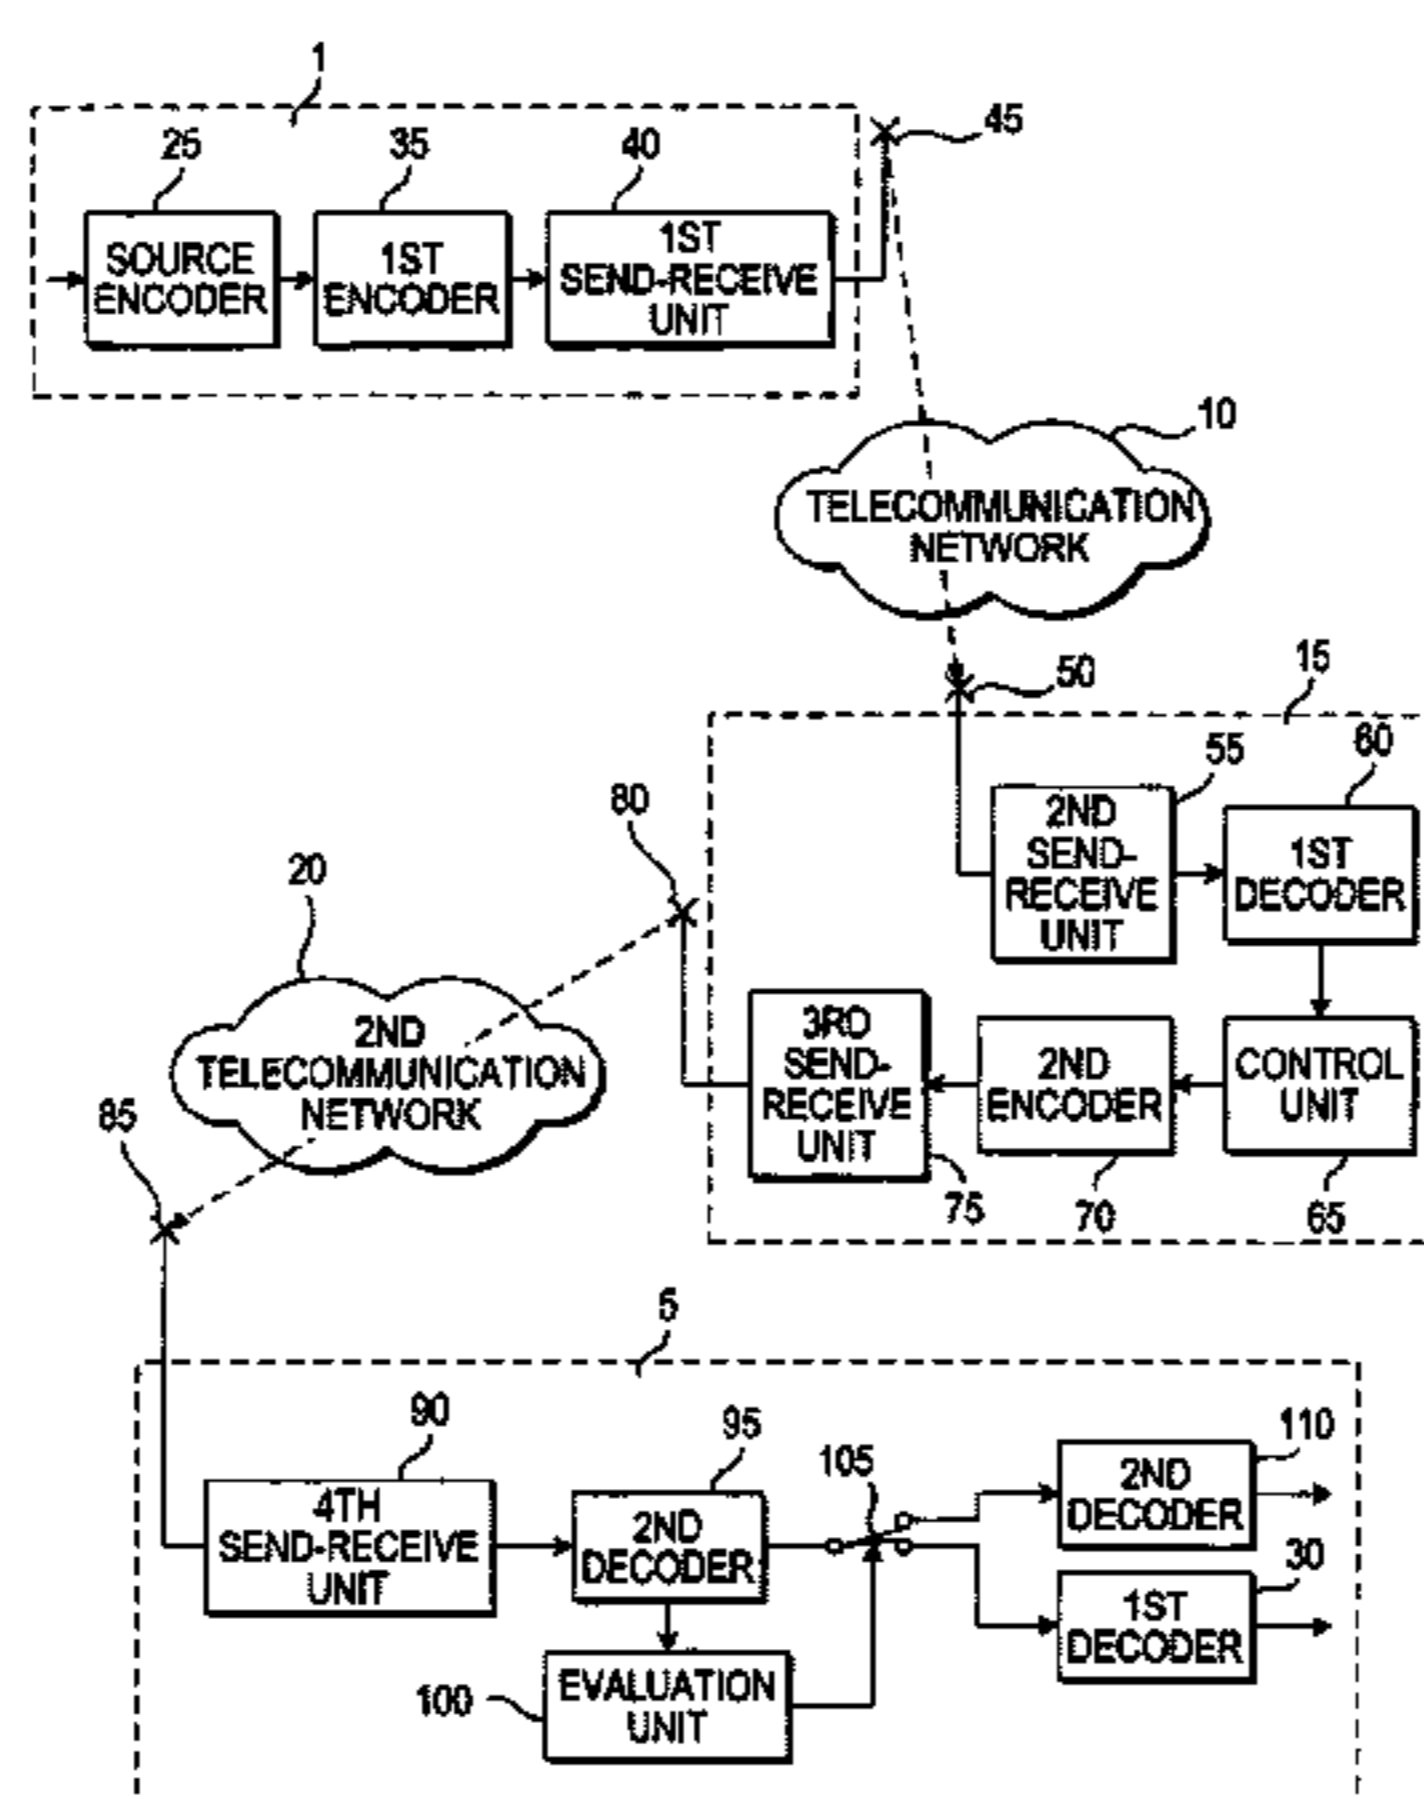 1
25
35
40
45
SOURCE
ENCODER
1ST
ENCODER
1ST
SEND-RECEIVE
UNIT
10
TELECOMMUNICATION
NETWORK
50
15
55
60
2ND
SEND-
RECEIVE
UNIT
1ST
DECODER
80
20
2ND
TELECOMMUNICATION
NETWORK
85
3RD
SEND-
RECEIVE
UNIT
2ND
ENCODER
CONTROL
UNIT
75
70
65
5
90
95
105
110
4TH
SEND-RECEIVE
UNIT
2ND
DECODER
2ND
DECODER
30
1ST
DECODER
100
EVALUATION
UNIT